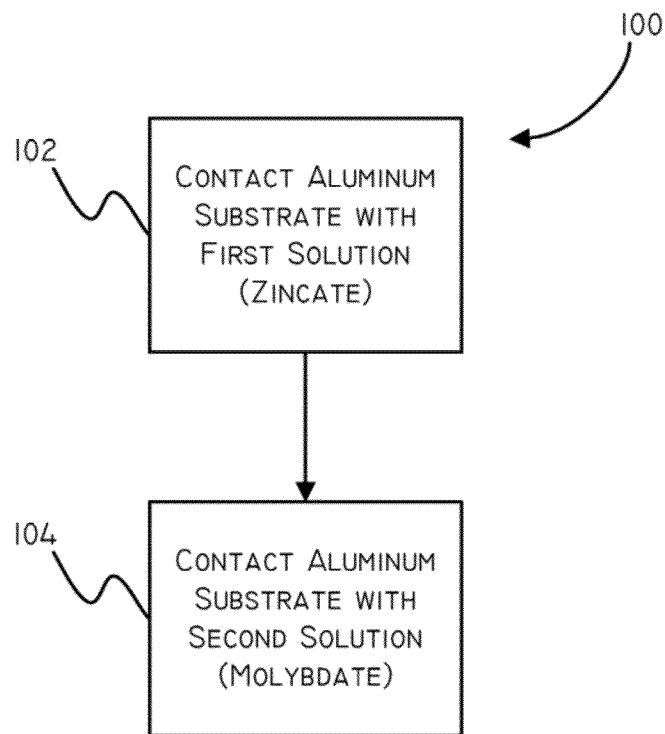 100
102
CONTACT ALUMINUM
SUBSTRATE WITH
FIRST SOLUTION
(ZINCATE)
104
CONTACT ALUMINUM
SUBSTRATE WITH
SECOND SOLUTION
(MOLYBDATE)